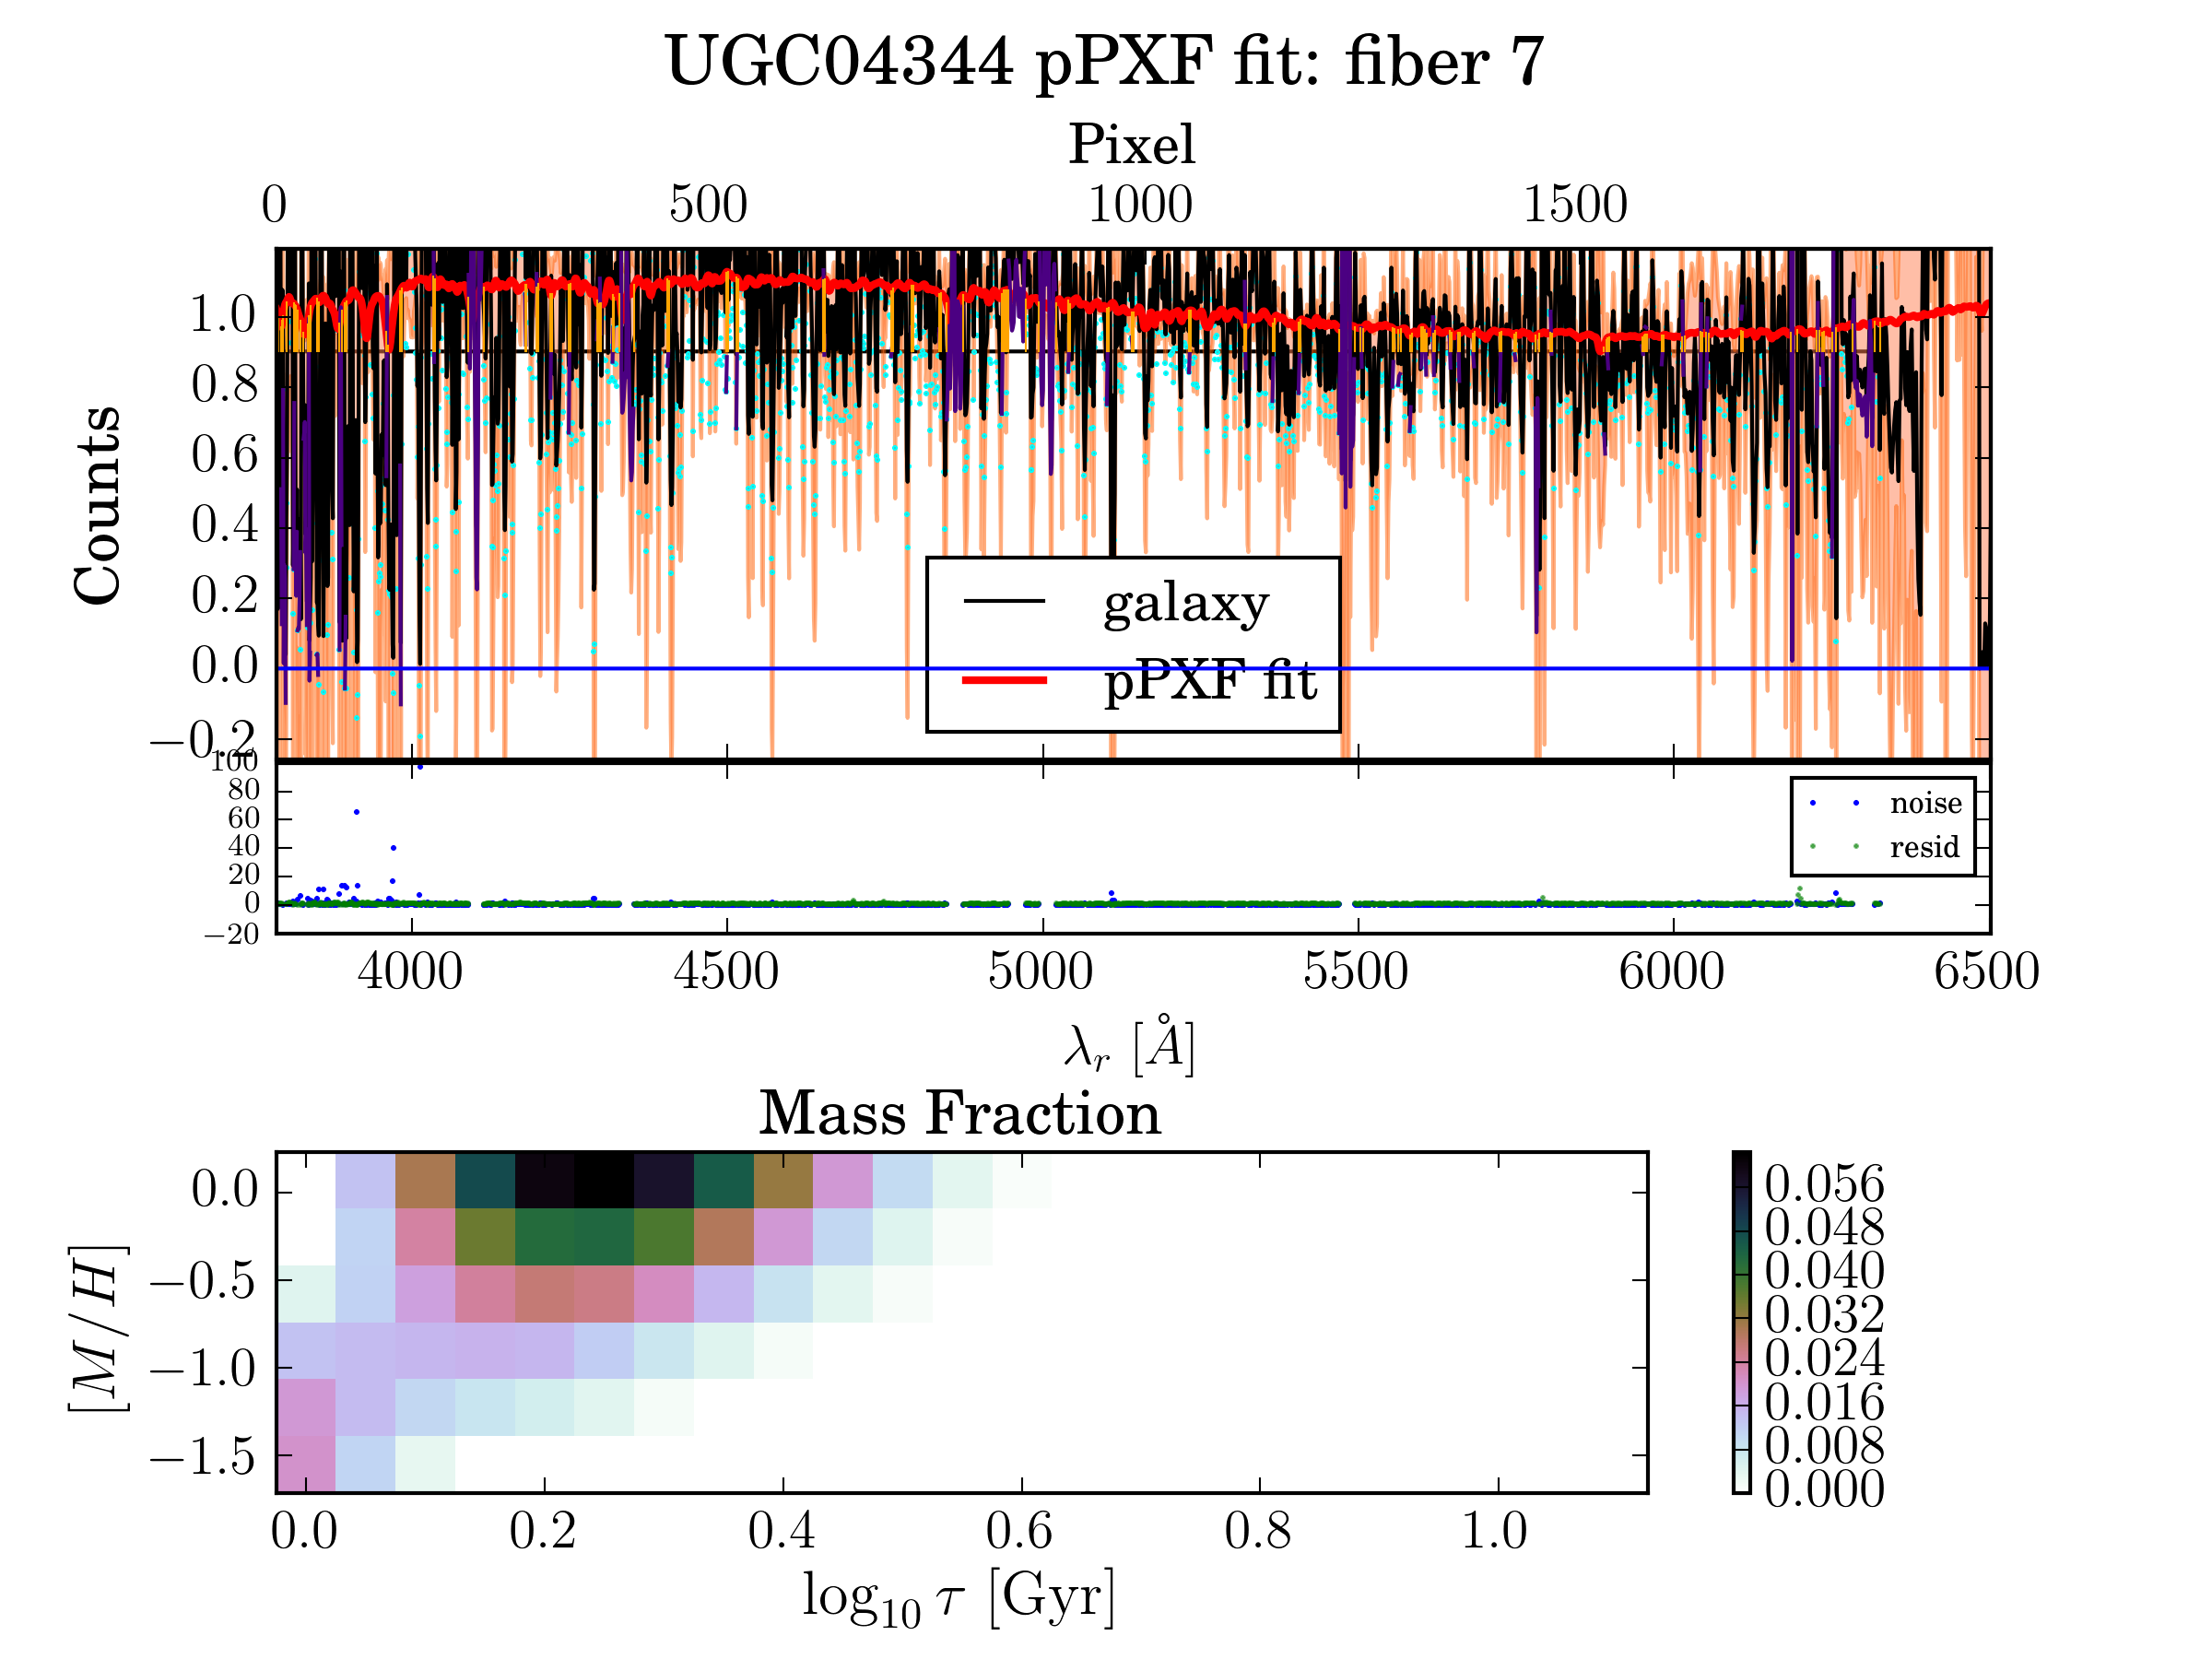 UGC04344 pPXF fit: fiber 7
Pixel
0 500 1000 1500
Counts
1.0
0.8
0.6
0.4
0.2
0.0
−0.2
galaxy
pPXF fit
100
80
60
40
20
0
−20
noise
resid
4000 4500 5000 5500 6000 6500
λr [Å]
Mass Fraction
[M/H]
0.0
−0.5
−1.0
−1.5
0.0 0.2 0.4 0.6 0.8 1.0
log10 τ [Gyr]
0.056
0.048
0.040
0.032
0.024
0.016
0.008
0.000